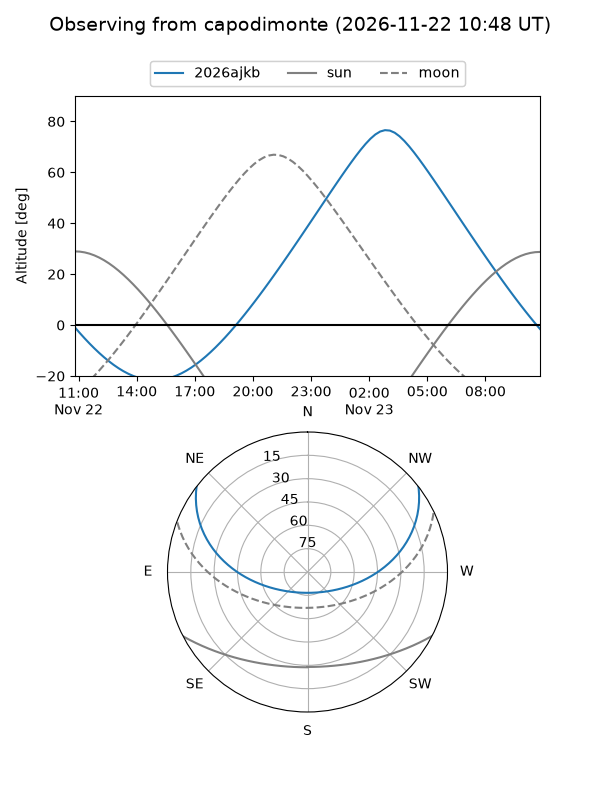 Observing from capodimonte (2026-11-22 10:48 UT)
2026ajkb sun moon
Altitude [deg]
80
60
40
20
0
−20
11:00 14:00 17:00 20:00 23:00 02:00 05:00 08:00
Nov 22 Nov 23
N
NE NW
15
30
45
60
75
E W
SE SW
S